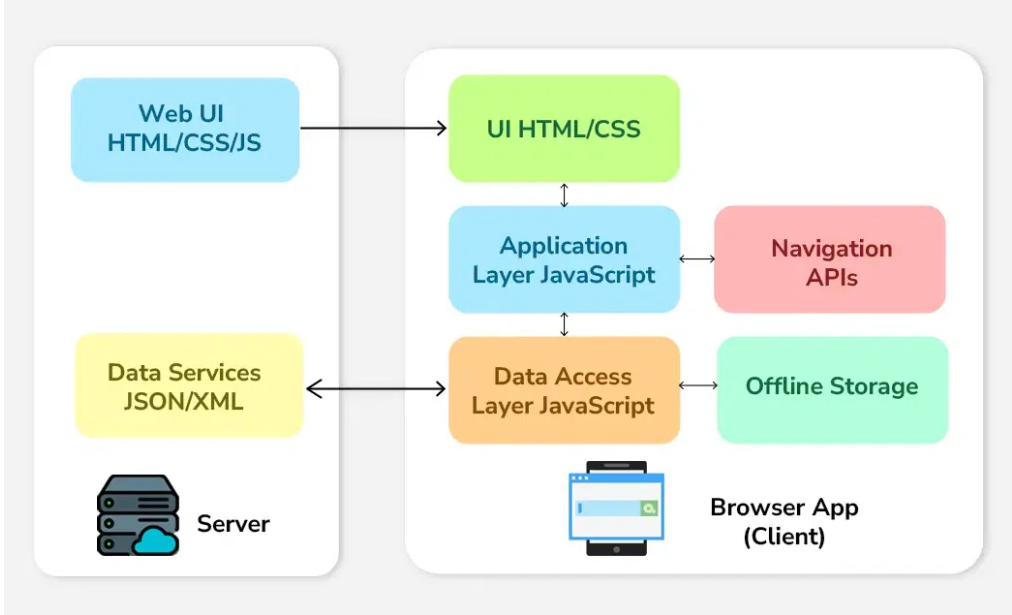 Web UI
HTML/CSS/JS
UI HTML/CSS
Application
Layer JavaScript
Navigation
APIs
Data Services
JSON/XML
Data Access
Layer JavaScript
Offline Storage
Server
Browser App
(Client)